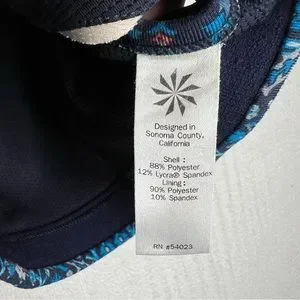 Designed in
Sonoma County,
California
Shell :
88% Polyester
12% Lycra® Spandex
Lining :
90% Polyester
10% Spandex
RN #54023